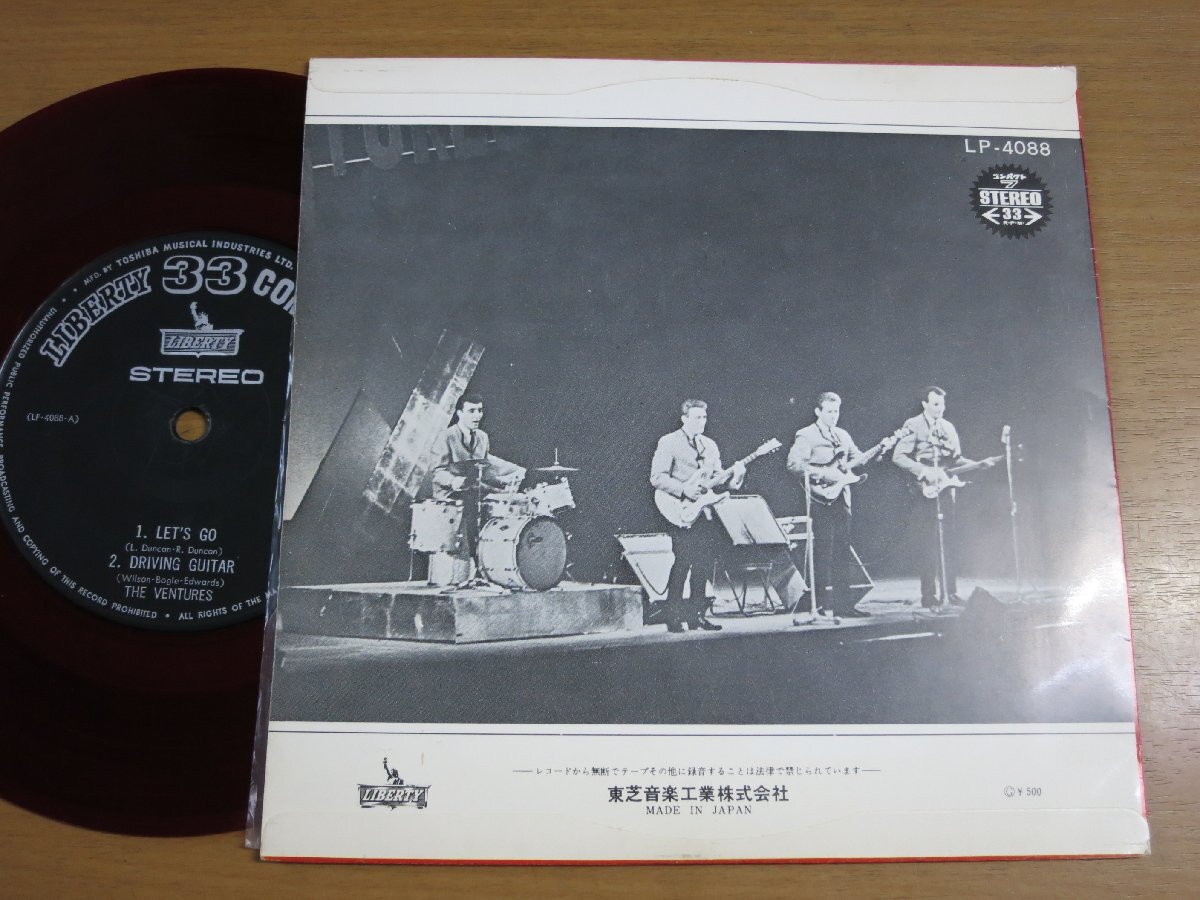 MFD. BY TOSHIBA MUSICAL INDUSTRIES LTD.
LIBERTY 33
LIBERTY
STEREO
(LP-4088-A)
1. LET'S GO
(L. Duncan-R. Duncan)
2. DRIVING GUITAR
(Wilson-Bogle-Edwards)
THE VENTURES
UNAUTHORIZED PUBLIC PERFORMANCE BROADCASTING AND COPYING OF THIS RECORD PROHIBITED • ALL RIGHTS OF THE
LP-4088
コンパクト
7
STEREO
33
レコードから無断でテープその他に録音することは法律で禁じられています
LIBERTY
東芝音楽工業株式会社
MADE IN JAPAN
¥ 500